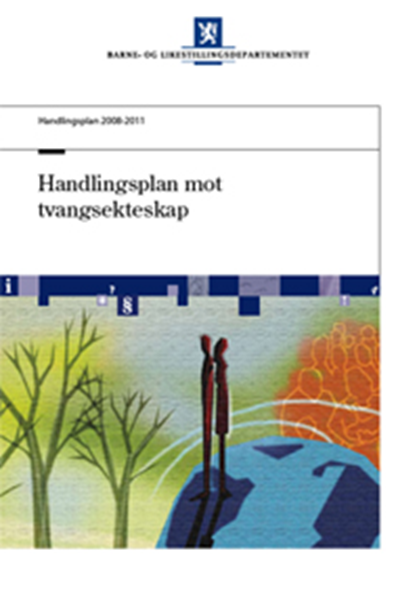 BARNE- OG LIKESTILLINGSDEPARTEMENTET
Handlingsplan 2008-2011
Handlingsplan mot
tvangsekteskap
i ?
§ !